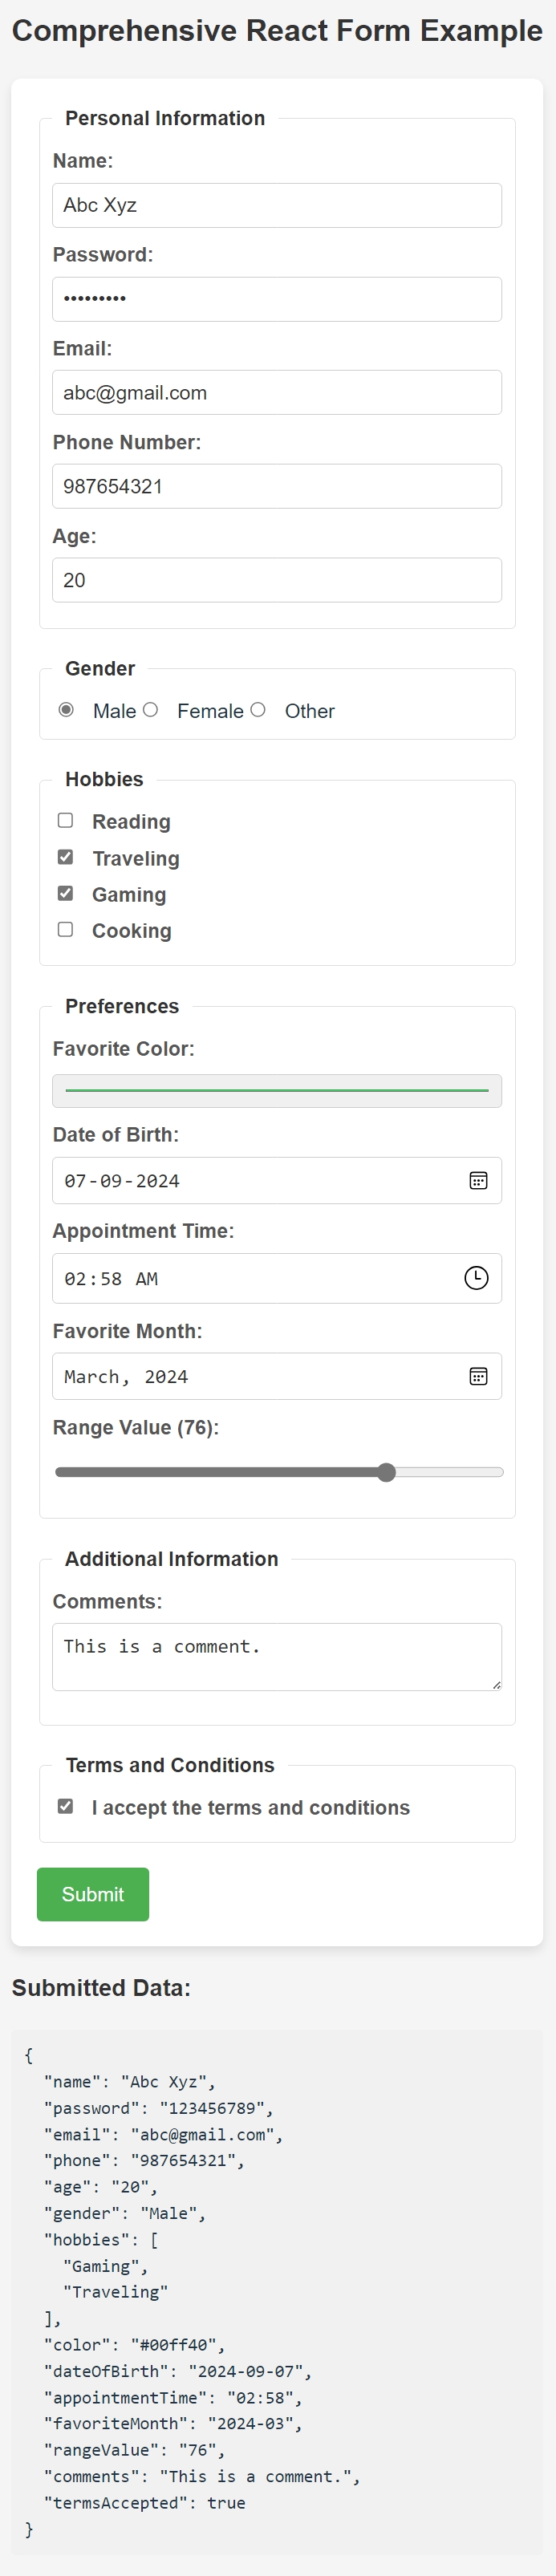 Comprehensive React Form Example
Personal Information
Name:
Abc Xyz
Password:
•••••••••
Email:
abc@gmail.com
Phone Number:
987654321
Age:
20
Gender
Male Female Other
Hobbies
Reading
Traveling
Gaming
Cooking
Preferences
Favorite Color:
Date of Birth:
07-09-2024
Appointment Time:
02:58 AM
Favorite Month:
March, 2024
Range Value (76):
Additional Information
Comments:
This is a comment.
Terms and Conditions
I accept the terms and conditions
Submit
Submitted Data:
{
  "name": "Abc Xyz",
  "password": "123456789",
  "email": "abc@gmail.com",
  "phone": "987654321",
  "age": "20",
  "gender": "Male",
  "hobbies": [
    "Gaming",
    "Traveling"
  ],
  "color": "#00ff40",
  "dateOfBirth": "2024-09-07",
  "appointmentTime": "02:58",
  "favoriteMonth": "2024-03",
  "rangeValue": "76",
  "comments": "This is a comment.",
  "termsAccepted": true
}